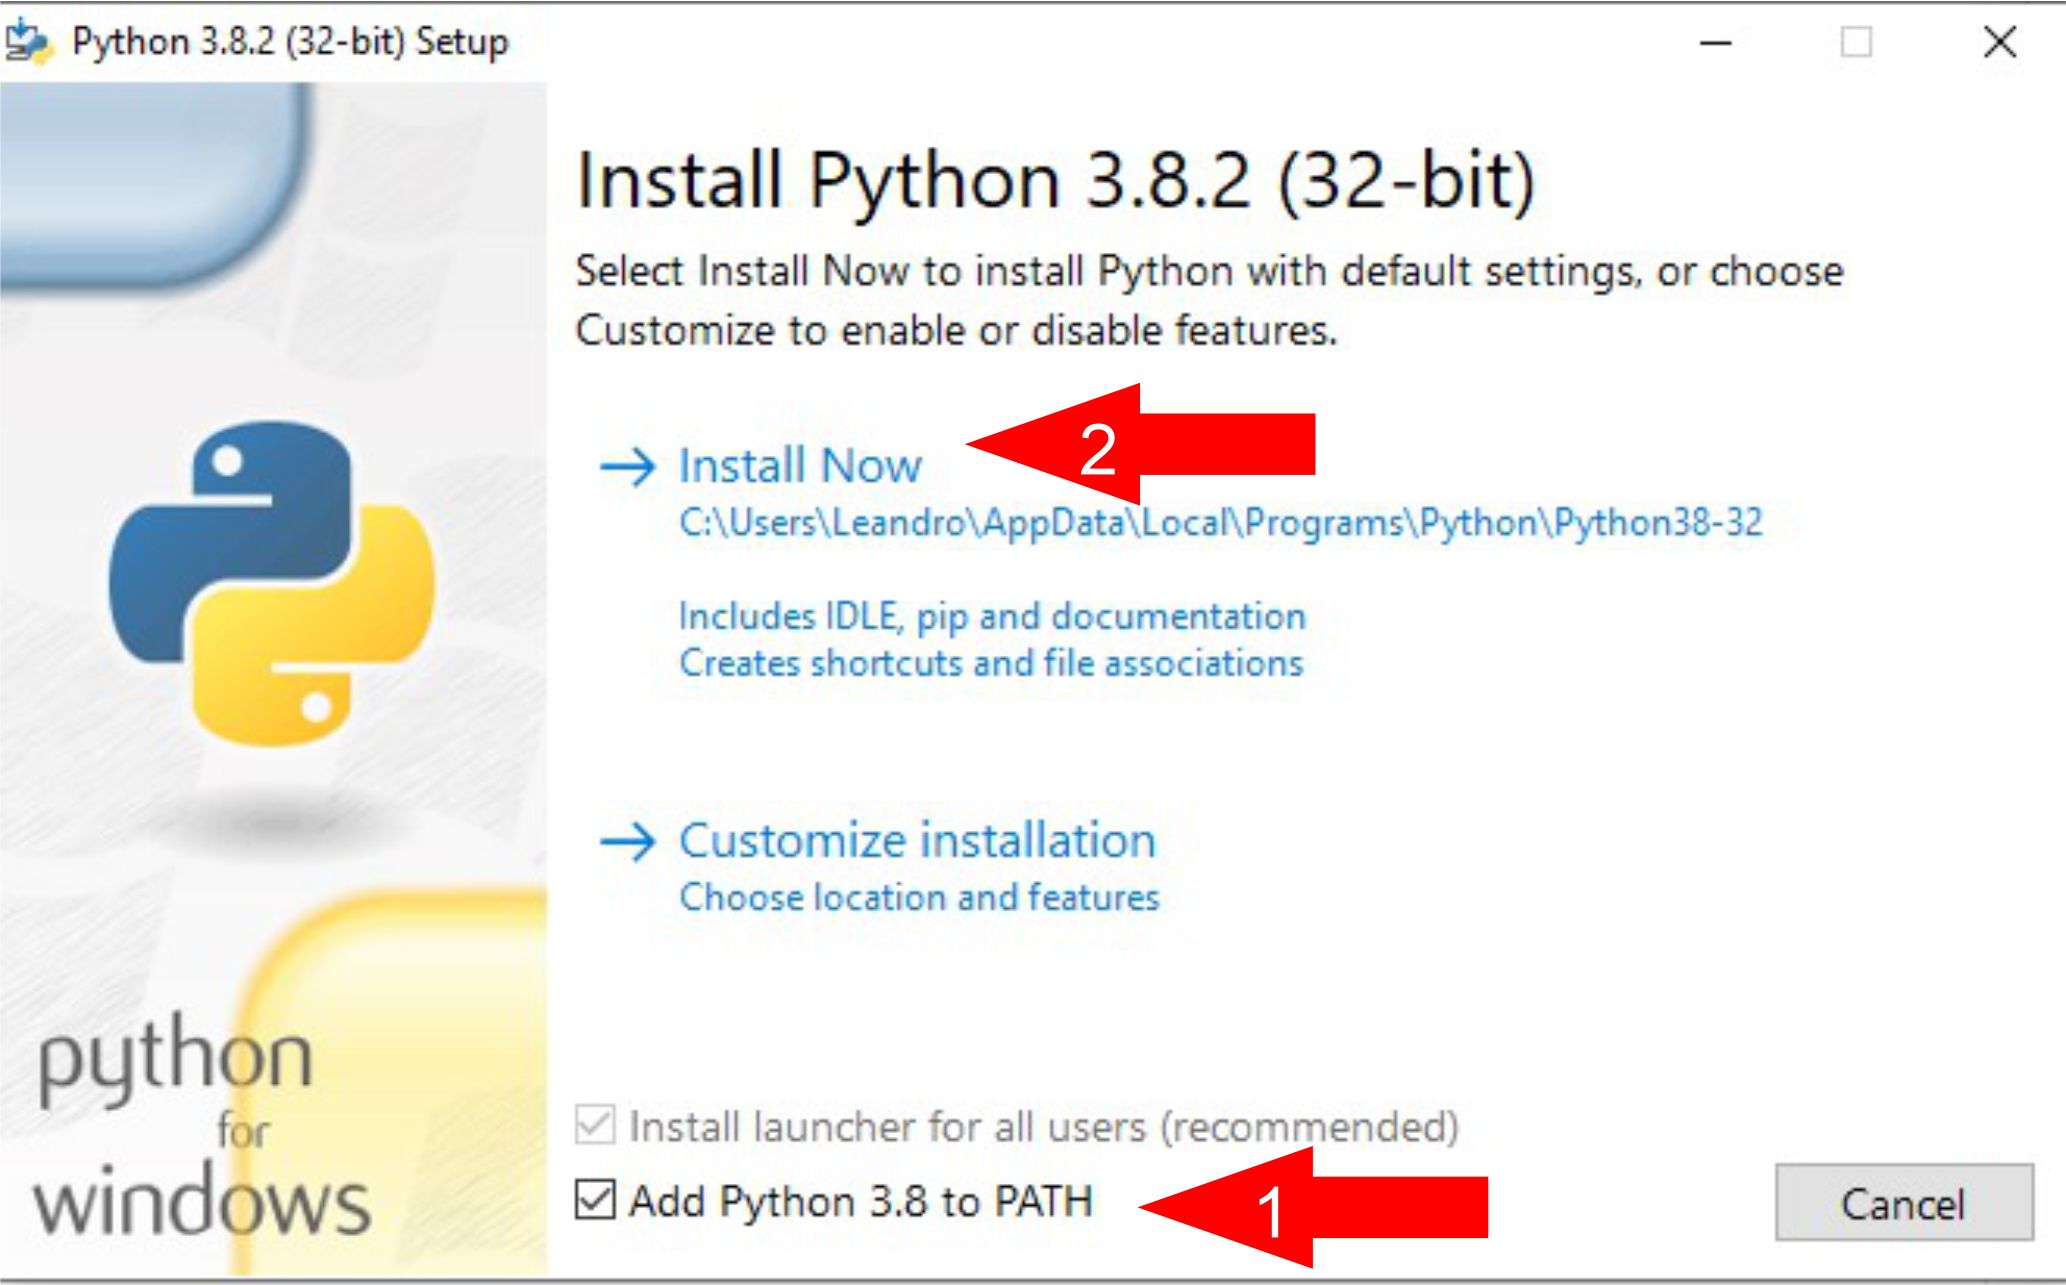 Python 3.8.2 (32-bit) Setup
Install Python 3.8.2 (32-bit)
Select Install Now to install Python with default settings, or choose
Customize to enable or disable features.
2
Install Now
C:\Users\Leandro\AppData\Local\Programs\Python\Python38-32
Includes IDLE, pip and documentation
Creates shortcuts and file associations
Customize installation
Choose location and features
python
for
windows
Install launcher for all users (recommended)
Add Python 3.8 to PATH
1
Cancel